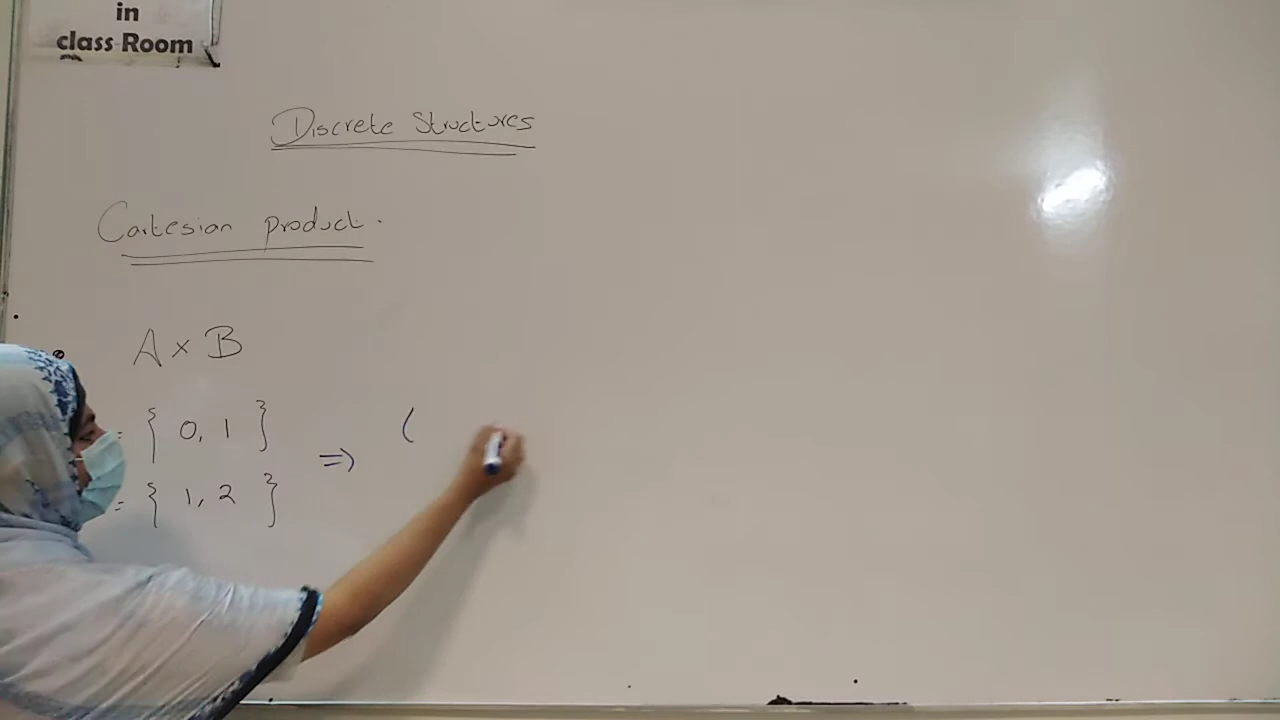 in
class Room
Discrete Structures
Cartesian product.
A × B
= { 0, 1 }
= { 1, 2 }
⇒ (